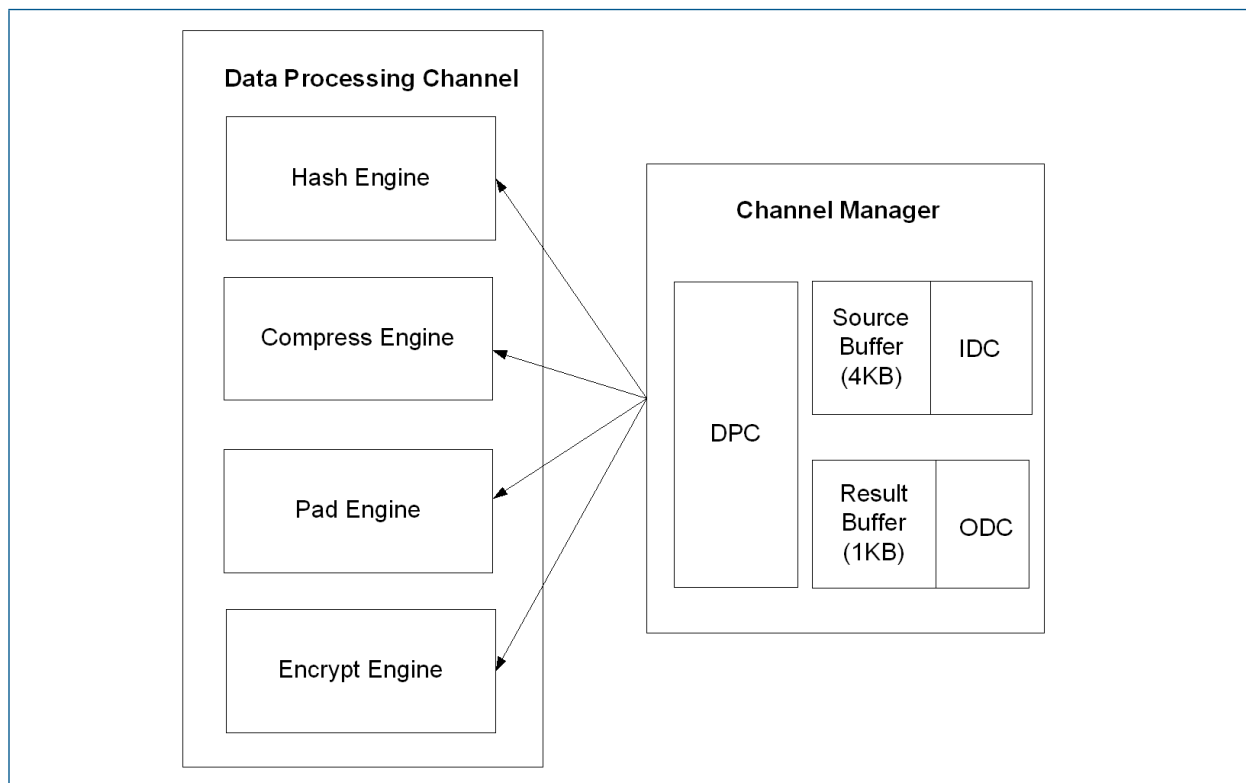 Data Processing Channel
Hash Engine
Compress Engine
Pad Engine
Encrypt Engine
Channel Manager
DPC
Source
Buffer
(4KB)
IDC
Result
Buffer
(1KB)
ODC